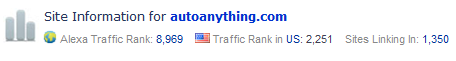 Site Information for autoanything.com
Alexa Traffic Rank: 8,969 Traffic Rank in US: 2,251 Sites Linking In: 1,350